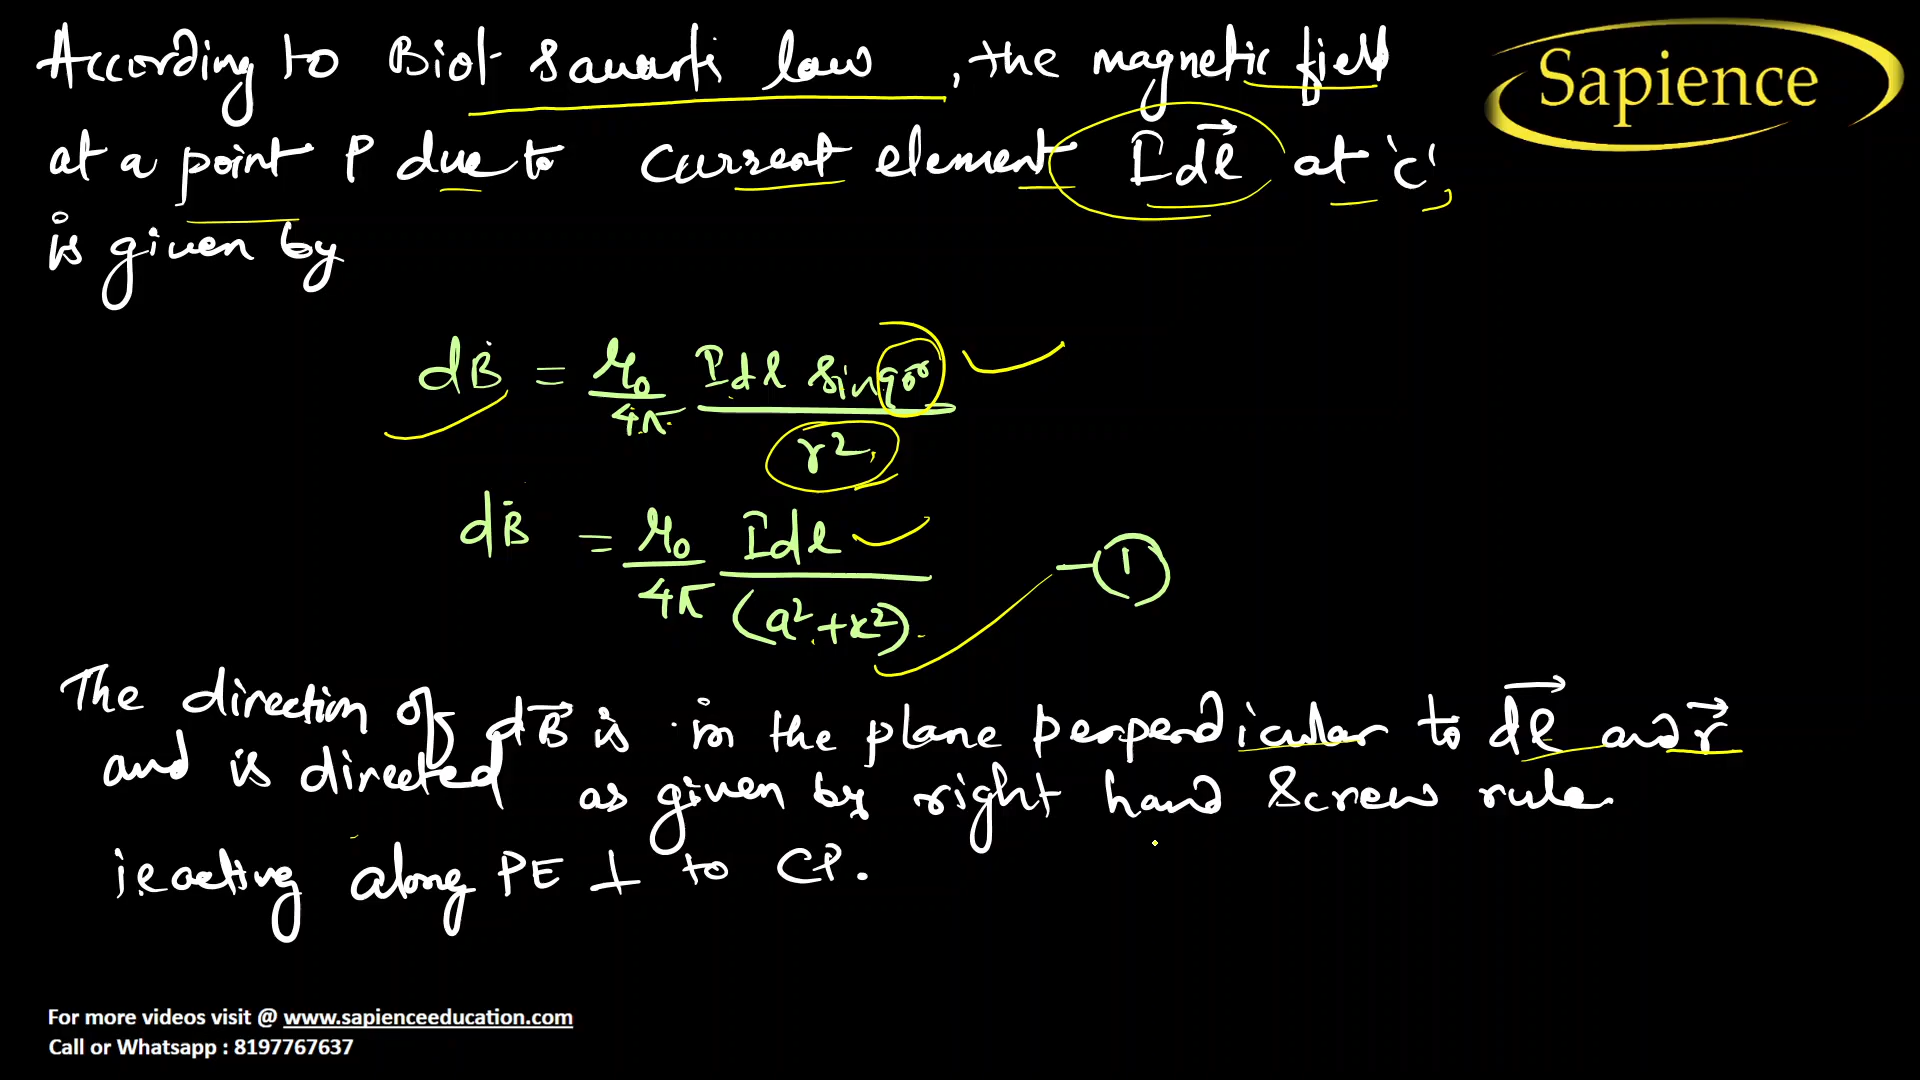 According to Biot-Savart's law, the magnetic field
Sapience
at a point P due to current element Idl⃗ at 'c',
is given by
dB = μ₀/4π Idl sin90°/r²
dB = μ₀/4π Idl/(a²+x²) —①
The direction of dB⃗ is in the plane perpendicular to dl⃗ and r⃗
and is directed as given by right hand screw rule
ie acting along PE ⊥ to CP.
For more videos visit @ www.sapienceeducation.com
Call or Whatsapp : 8197767637